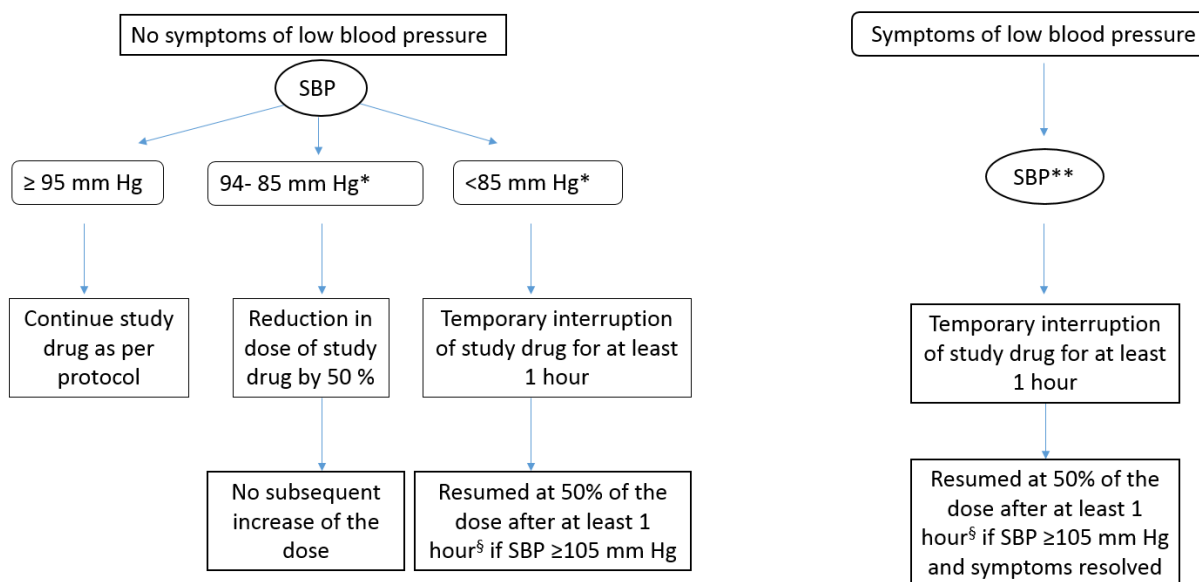 No symptoms of low blood pressure
SBP
≥ 95 mm Hg
94- 85 mm Hg*
<85 mm Hg*
Continue study
drug as per
protocol
Reduction in
dose of study
drug by 50 %
Temporary interruption
of study drug for at least
1 hour
No subsequent
increase of the
dose
Resumed at 50% of the
dose after at least 1
hour§ if SBP ≥105 mm Hg
Symptoms of low blood pressure
SBP**
Temporary interruption
of study drug for at least
1 hour
Resumed at 50% of the
dose after at least 1
hour§ if SBP ≥105 mm Hg
and symptoms resolved